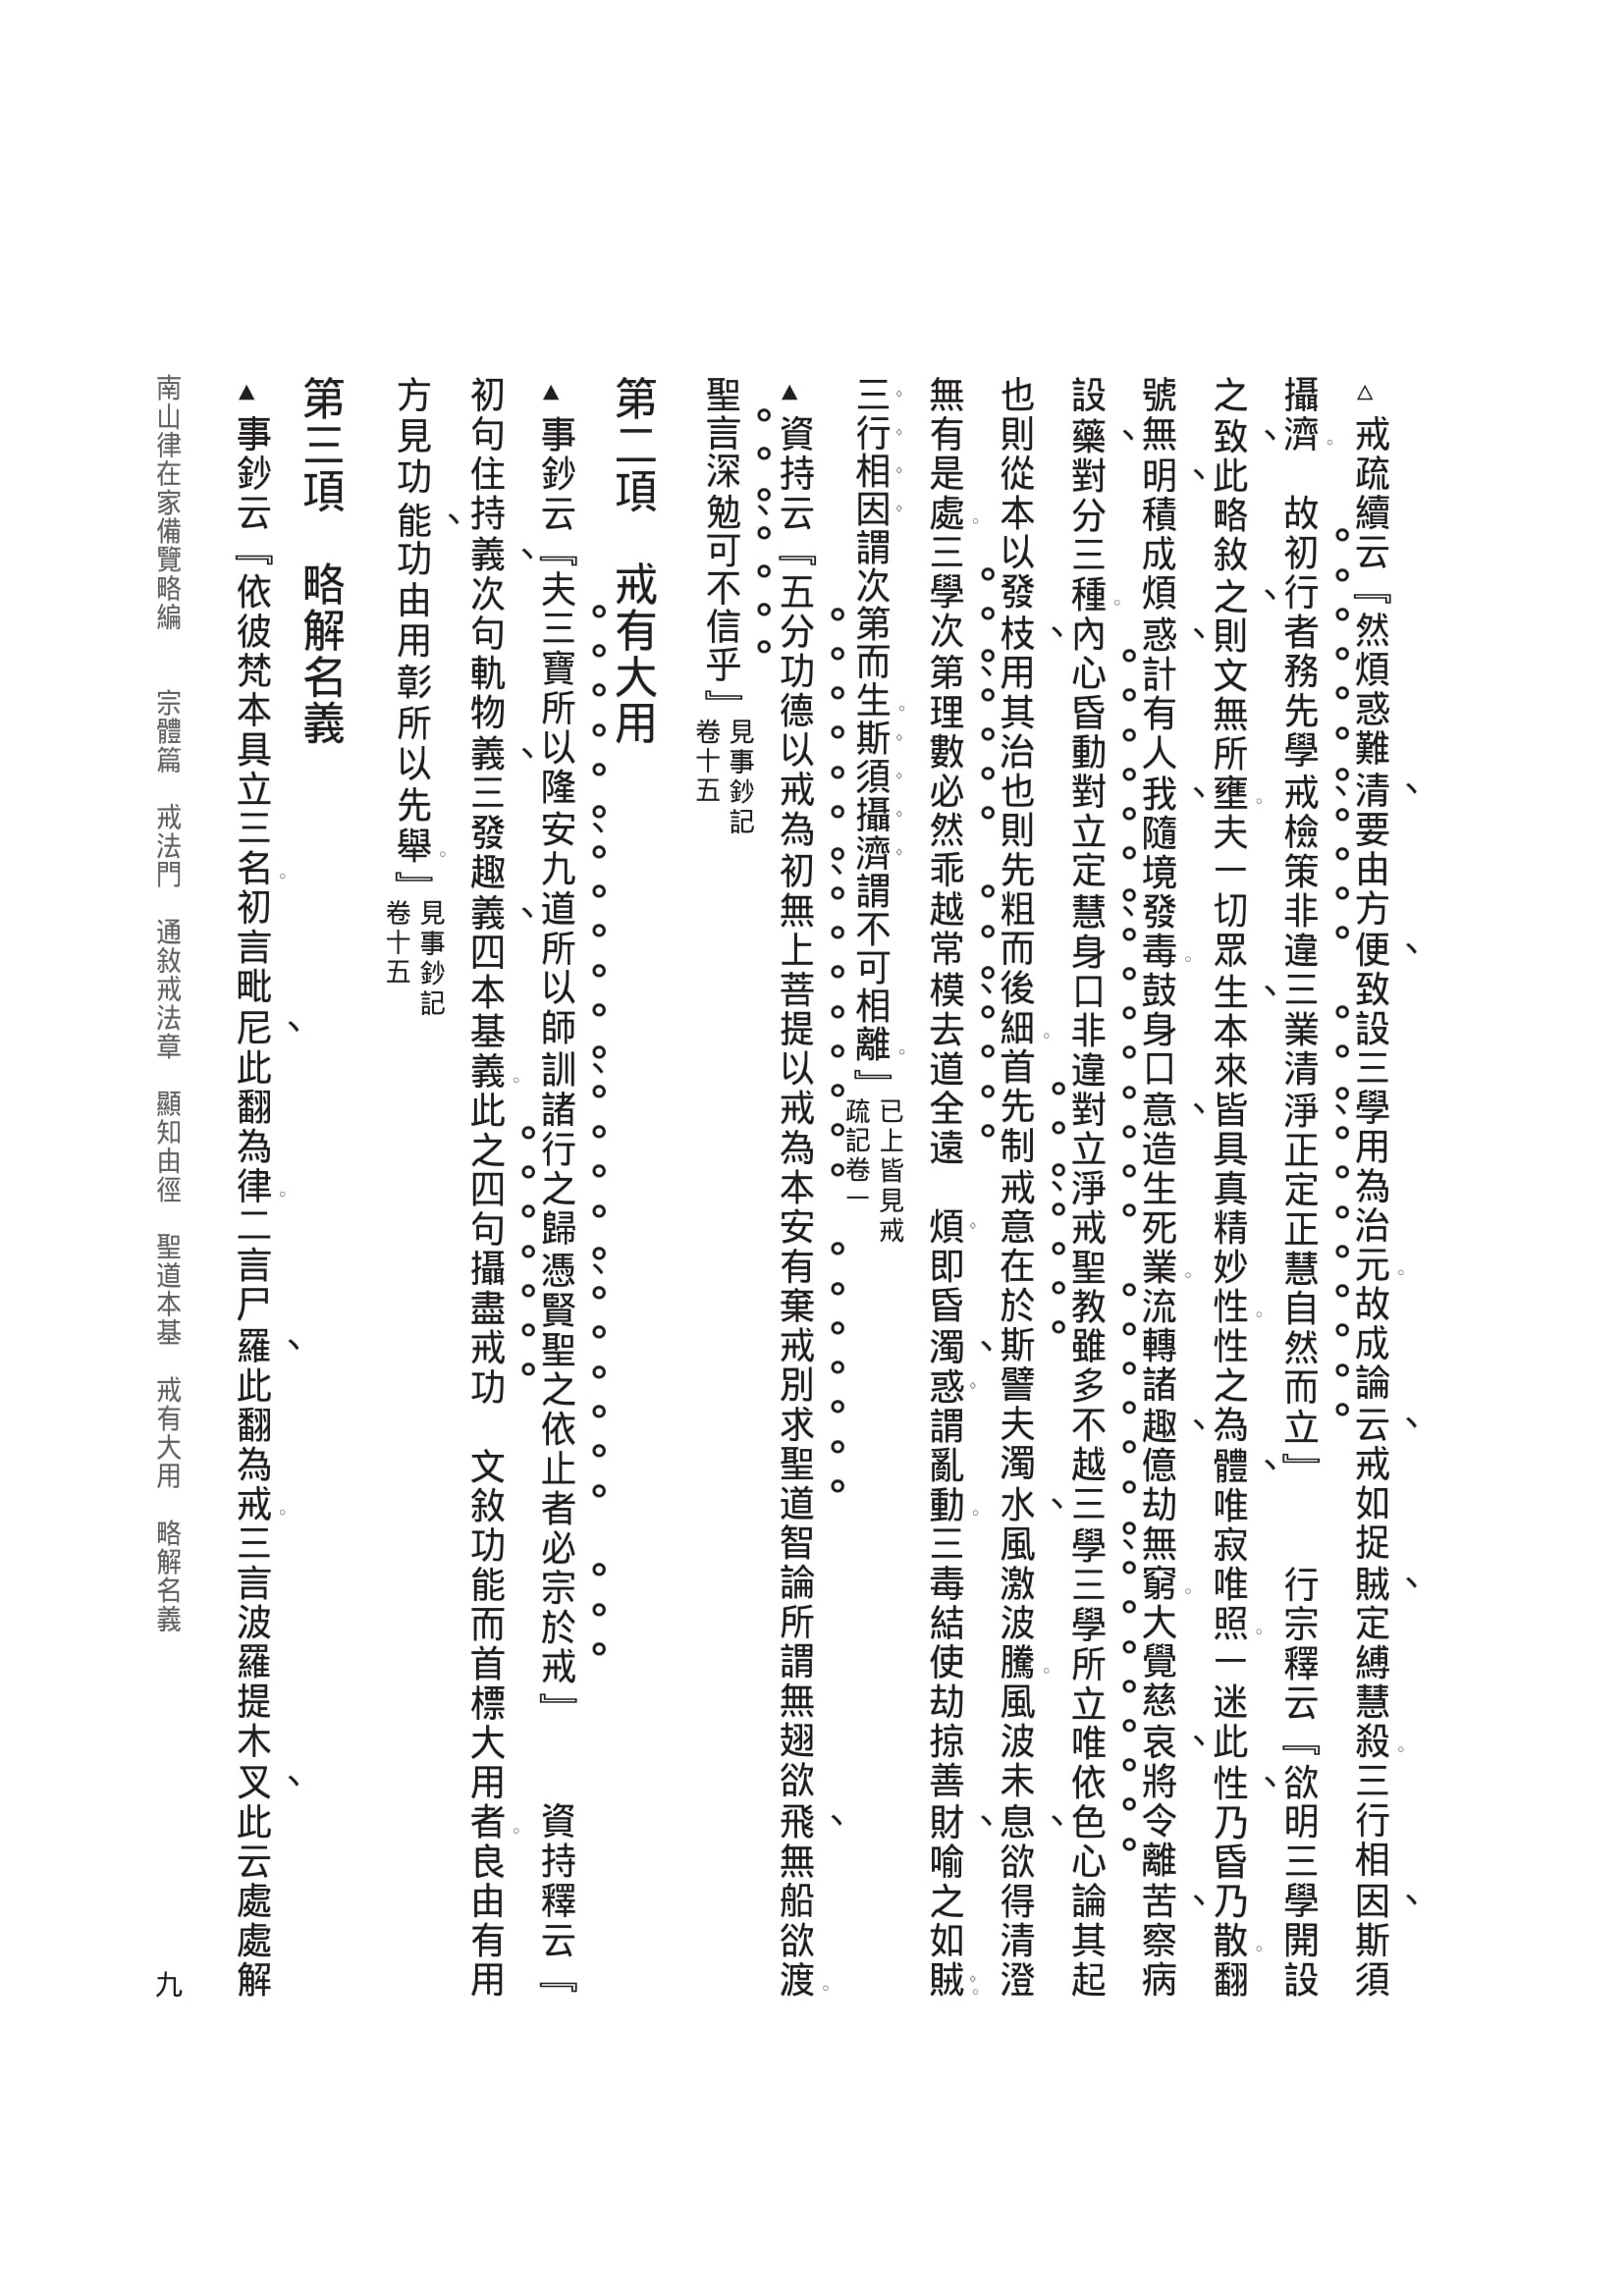 △戒疏續云『然煩惑難清、要由方便、致設三學用為治元。故成論云、戒如捉賊、定縛慧殺。三行相因、斯須
攝濟。　故初行者務先學戒檢策非違三業清淨正定正慧自然而立』　　行宗釋云『欲明三學開設
之致、此略敘之、則文無所壅。夫一切眾生、本來皆具真精妙性。性之為體、唯寂唯照。一迷此性、乃昏乃散。翻
號無明、積成煩惑、計有人我、隨境發毒。鼓身口意、造生死業。流轉諸趣、億劫無窮。大覺慈哀、將令離苦、察病
設藥、對分三種。內心昏動對立定慧身口非違對立淨戒聖教雖多不越三學三學所立唯依色心論其起
也則從本以發枝、用其治也則先粗而後細。首先制戒意在於斯譬夫濁水、風激波騰。風波未息、欲得清澄
無有是處。三學次第理數必然乖越常模去道全遠　煩即昏濁、惑謂亂動。三毒結使劫掠善財、喻之如賊。
三行相因謂次第而生。斯須攝濟謂不可相離。』已上皆見戒疏記卷一
▲資持云『五分功德以戒為初無上菩提以戒為本安有棄戒別求聖道智論所謂無翅欲飛、無船欲渡。
聖言深勉可不信乎』見事鈔記卷十五
第二項　戒有大用
▲事鈔云『夫三寶所以隆安九道所以師訓諸行之歸憑賢聖之依止者必宗於戒』　　資持釋云『
初句住持義、次句軌物義、三發趣義、四本基義。此之四句攝盡戒功　文敘功能而首標大用者。良由有用
方見功能、功由用彰所以先舉。』見事鈔記卷十五
第三項　略解名義
▲事鈔云『依彼梵本具立三名。初言毗尼、此翻為律。二言尸羅、此翻為戒。三言波羅提木叉、此云處處解
南山律在家備覽略編　　宗體篇　戒法門　通敘戒法章　顯知由徑　聖道本基　戒有大用　略解名義
九